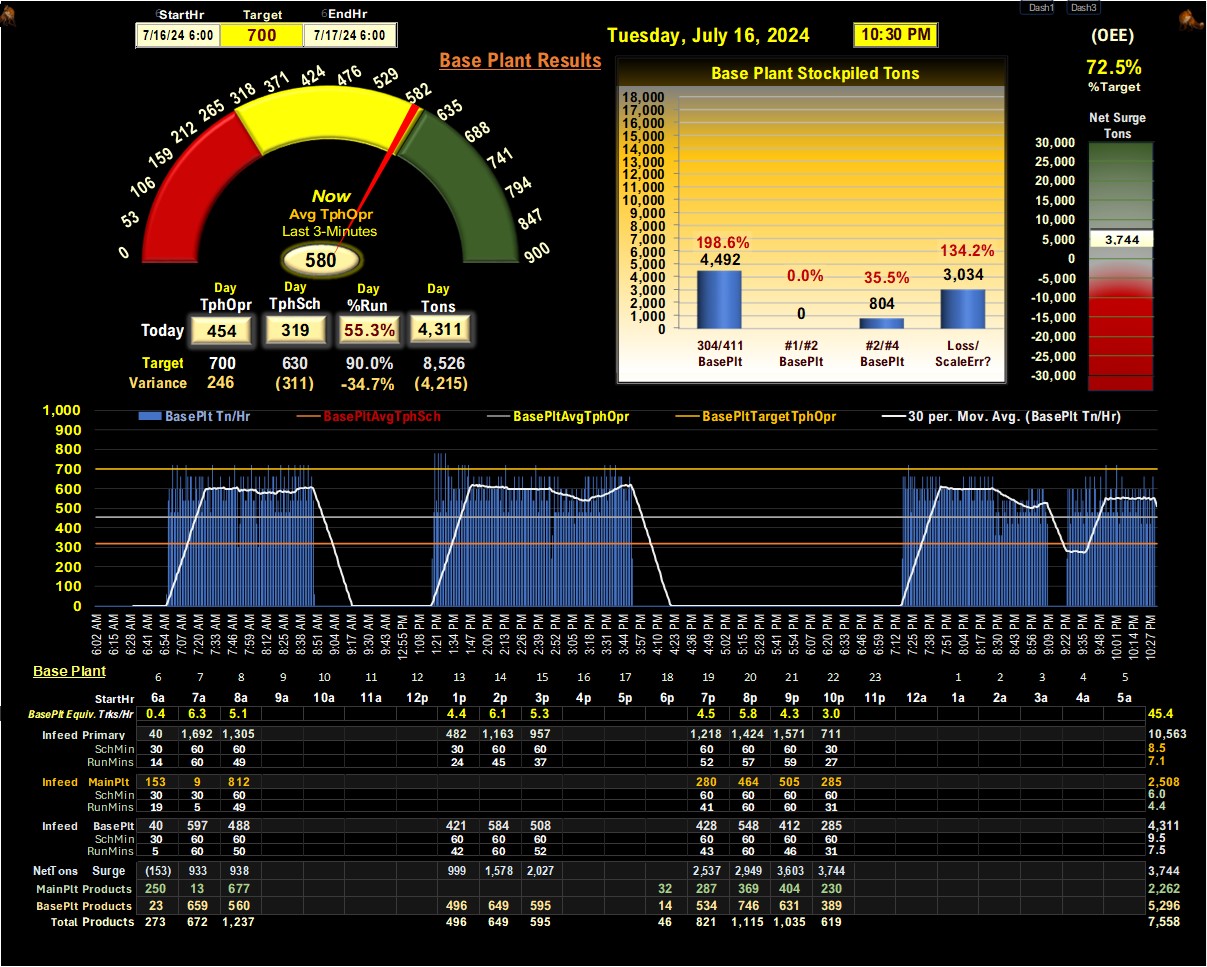 StartHr Target 6EndHr
7/16/24 6:00 700 7/17/24 6:00
Tuesday, July 16, 2024 10:30 PM
Dash1 Dash3
(OEE)
72.5%
%Target
Base Plant Results
0 53 106 159 212 265 318 371 424 476 529 582 635 688 741 794 847 900
Now
Avg TphOpr
Last 3-Minutes
580
Day Day Day Day
TphOpr TphSch %Run Tons
Today 454 319 55.3% 4,311
Target 700 630 90.0% 8,526
Variance 246 (311) -34.7% (4,215)
Base Plant Stockpiled Tons
18,000
17,000
16,000
15,000
14,000
13,000
12,000
11,000
10,000
9,000
8,000
7,000
6,000
5,000
4,000
3,000
2,000
1,000
0
198.6% 0.0% 35.5% 134.2%
4,492 0 804 3,034
304/411 #1/#2 #2/#4 Loss/
BasePlt BasePlt BasePlt ScaleErr?
Net Surge
Tons
30,000
25,000
20,000
15,000
10,000
5,000
0
-5,000
-10,000
-15,000
-20,000
-25,000
-30,000
3,744
BasePlt Tn/Hr BasePltAvgTphSch BasePltAvgTphOpr BasePltTargetTphOpr 30 per. Mov. Avg. (BasePlt Tn/Hr)
1,000
900
800
700
600
500
400
300
200
100
0
6:02 AM 6:15 AM 6:28 AM 6:41 AM 6:54 AM 7:07 AM 7:20 AM 7:33 AM 7:46 AM 7:59 AM 8:12 AM 8:25 AM 8:38 AM 8:51 AM 9:04 AM 9:17 AM 9:30 AM 9:43 AM 12:55 PM 1:08 PM 1:21 PM 1:34 PM 1:47 PM 2:00 PM 2:13 PM 2:26 PM 2:39 PM 2:52 PM 3:05 PM 3:18 PM 3:31 PM 3:44 PM 3:57 PM 4:10 PM 4:23 PM 4:36 PM 4:49 PM 5:02 PM 5:15 PM 5:28 PM 5:41 PM 5:54 PM 6:07 PM 6:20 PM 6:33 PM 6:46 PM 6:59 PM 7:12 PM 7:25 PM 7:38 PM 7:51 PM 8:04 PM 8:17 PM 8:30 PM 8:43 PM 8:56 PM 9:09 PM 9:22 PM 9:35 PM 9:48 PM 10:01 PM 10:14 PM 10:27 PM
Base Plant
6 7 8 9 10 11 12 13 14 15 16 17 18 19 20 21 22 23 1 2 3 4 5
StartHr 6a 7a 8a 9a 10a 11a 12p 1p 2p 3p 4p 5p 6p 7p 8p 9p 10p 11p 12a 1a 2a 3a 4a 5a
BasePlt Equiv. Trks/Hr 0.4 6.3 5.1 4.4 6.1 5.3 4.5 5.8 4.3 3.0 45.4
Infeed Primary 40 1,692 1,305 482 1,163 957 1,218 1,424 1,571 711 10,563
SchMin 30 60 60 30 60 60 60 60 60 30 8.5
RunMins 14 60 49 24 45 37 52 57 59 27 7.1
Infeed MainPlt 153 9 812 280 464 505 285 2,508
SchMin 30 30 60 60 60 60 60 6.0
RunMins 19 5 49 41 60 60 31 4.4
Infeed BasePlt 40 597 488 421 584 508 428 548 412 285 4,311
SchMin 30 60 60 60 60 60 60 60 60 60 9.5
RunMins 5 60 50 42 60 52 43 60 46 31 7.5
NetTons Surge (153) 933 938 999 1,578 2,027 2,537 2,949 3,603 3,744 3,744
MainPlt Products 250 13 677 32 287 369 404 230 2,262
BasePlt Products 23 659 560 496 649 595 14 534 746 631 389 5,296
Total Products 273 672 1,237 496 649 595 46 821 1,115 1,035 619 7,558